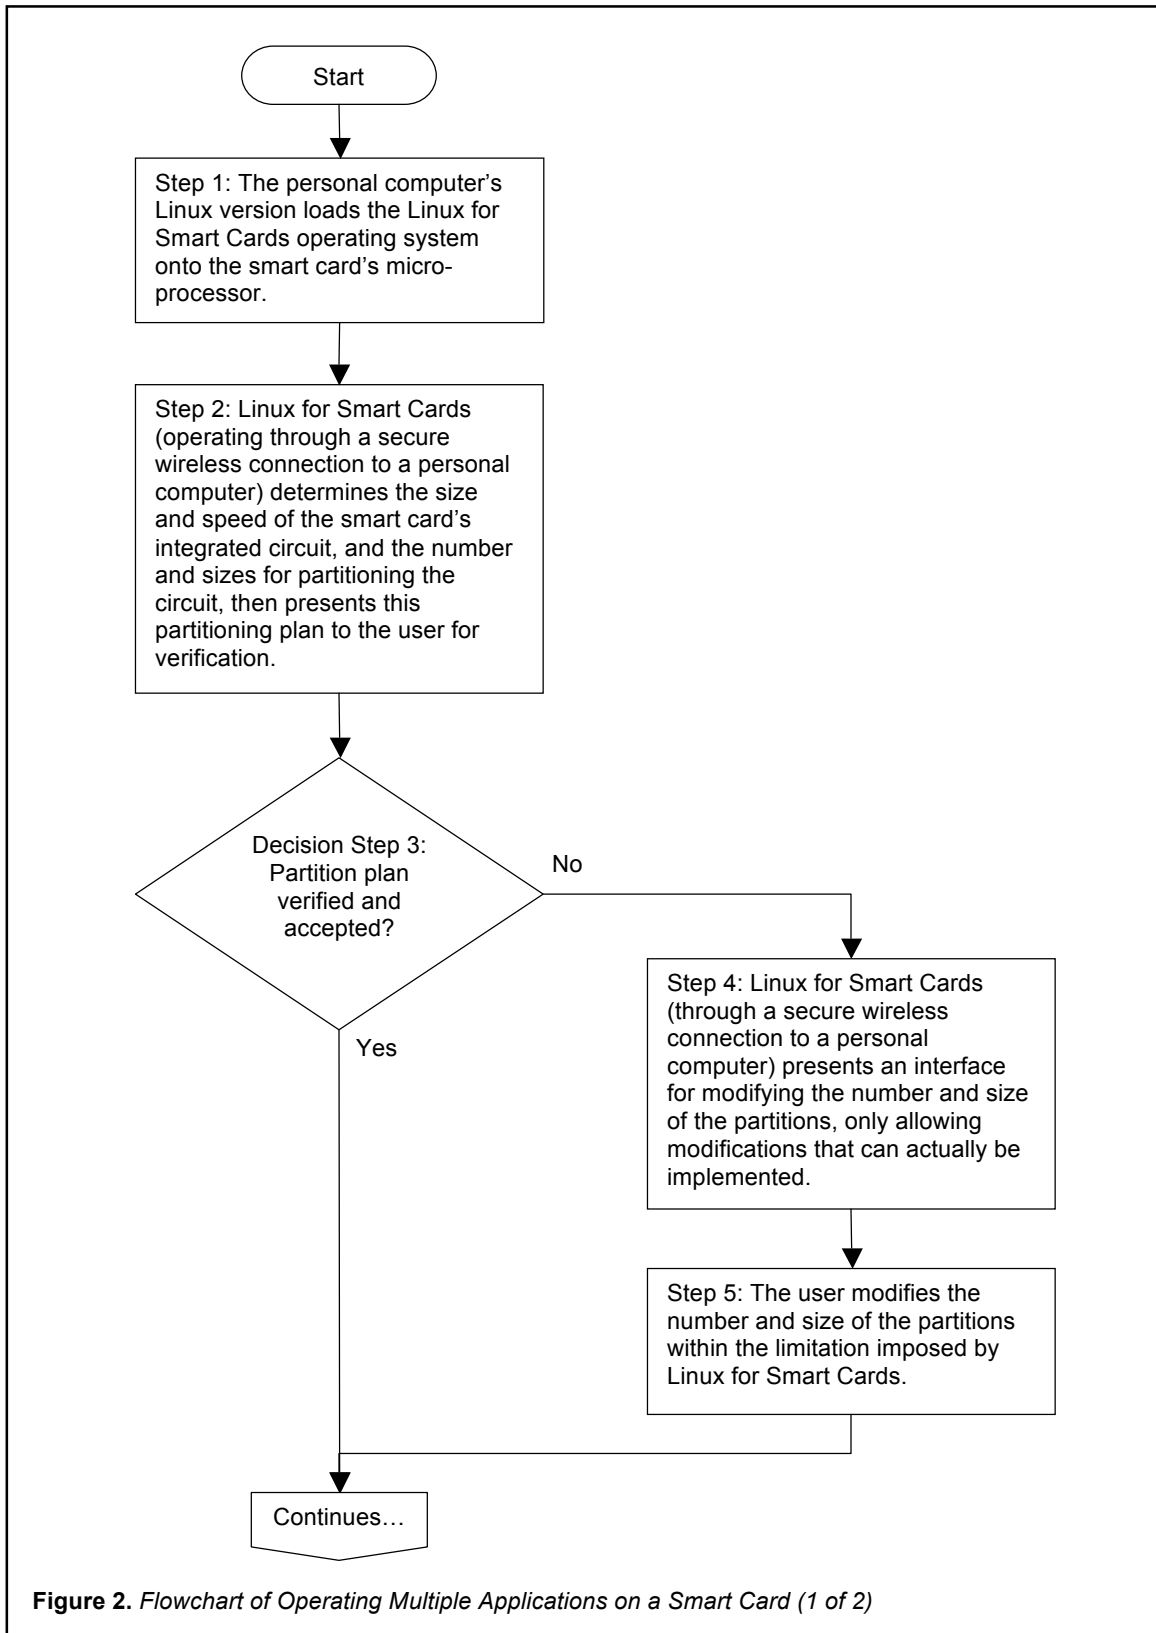 Start
Step 1: The personal computer's
Linux version loads the Linux for
Smart Cards operating system
onto the smart card's micro-
processor.
Step 2: Linux for Smart Cards
(operating through a secure
wireless connection to a personal
computer) determines the size
and speed of the smart card's
integrated circuit, and the number
and sizes for partitioning the
circuit, then presents this
partitioning plan to the user for
verification.
Decision Step 3:
Partition plan
verified and
accepted?
No
Yes
Step 4: Linux for Smart Cards
(through a secure wireless
connection to a personal
computer) presents an interface
for modifying the number and size
of the partitions, only allowing
modifications that can actually be
implemented.
Step 5: The user modifies the
number and size of the partitions
within the limitation imposed by
Linux for Smart Cards.
Continues…
Figure 2. Flowchart of Operating Multiple Applications on a Smart Card (1 of 2)